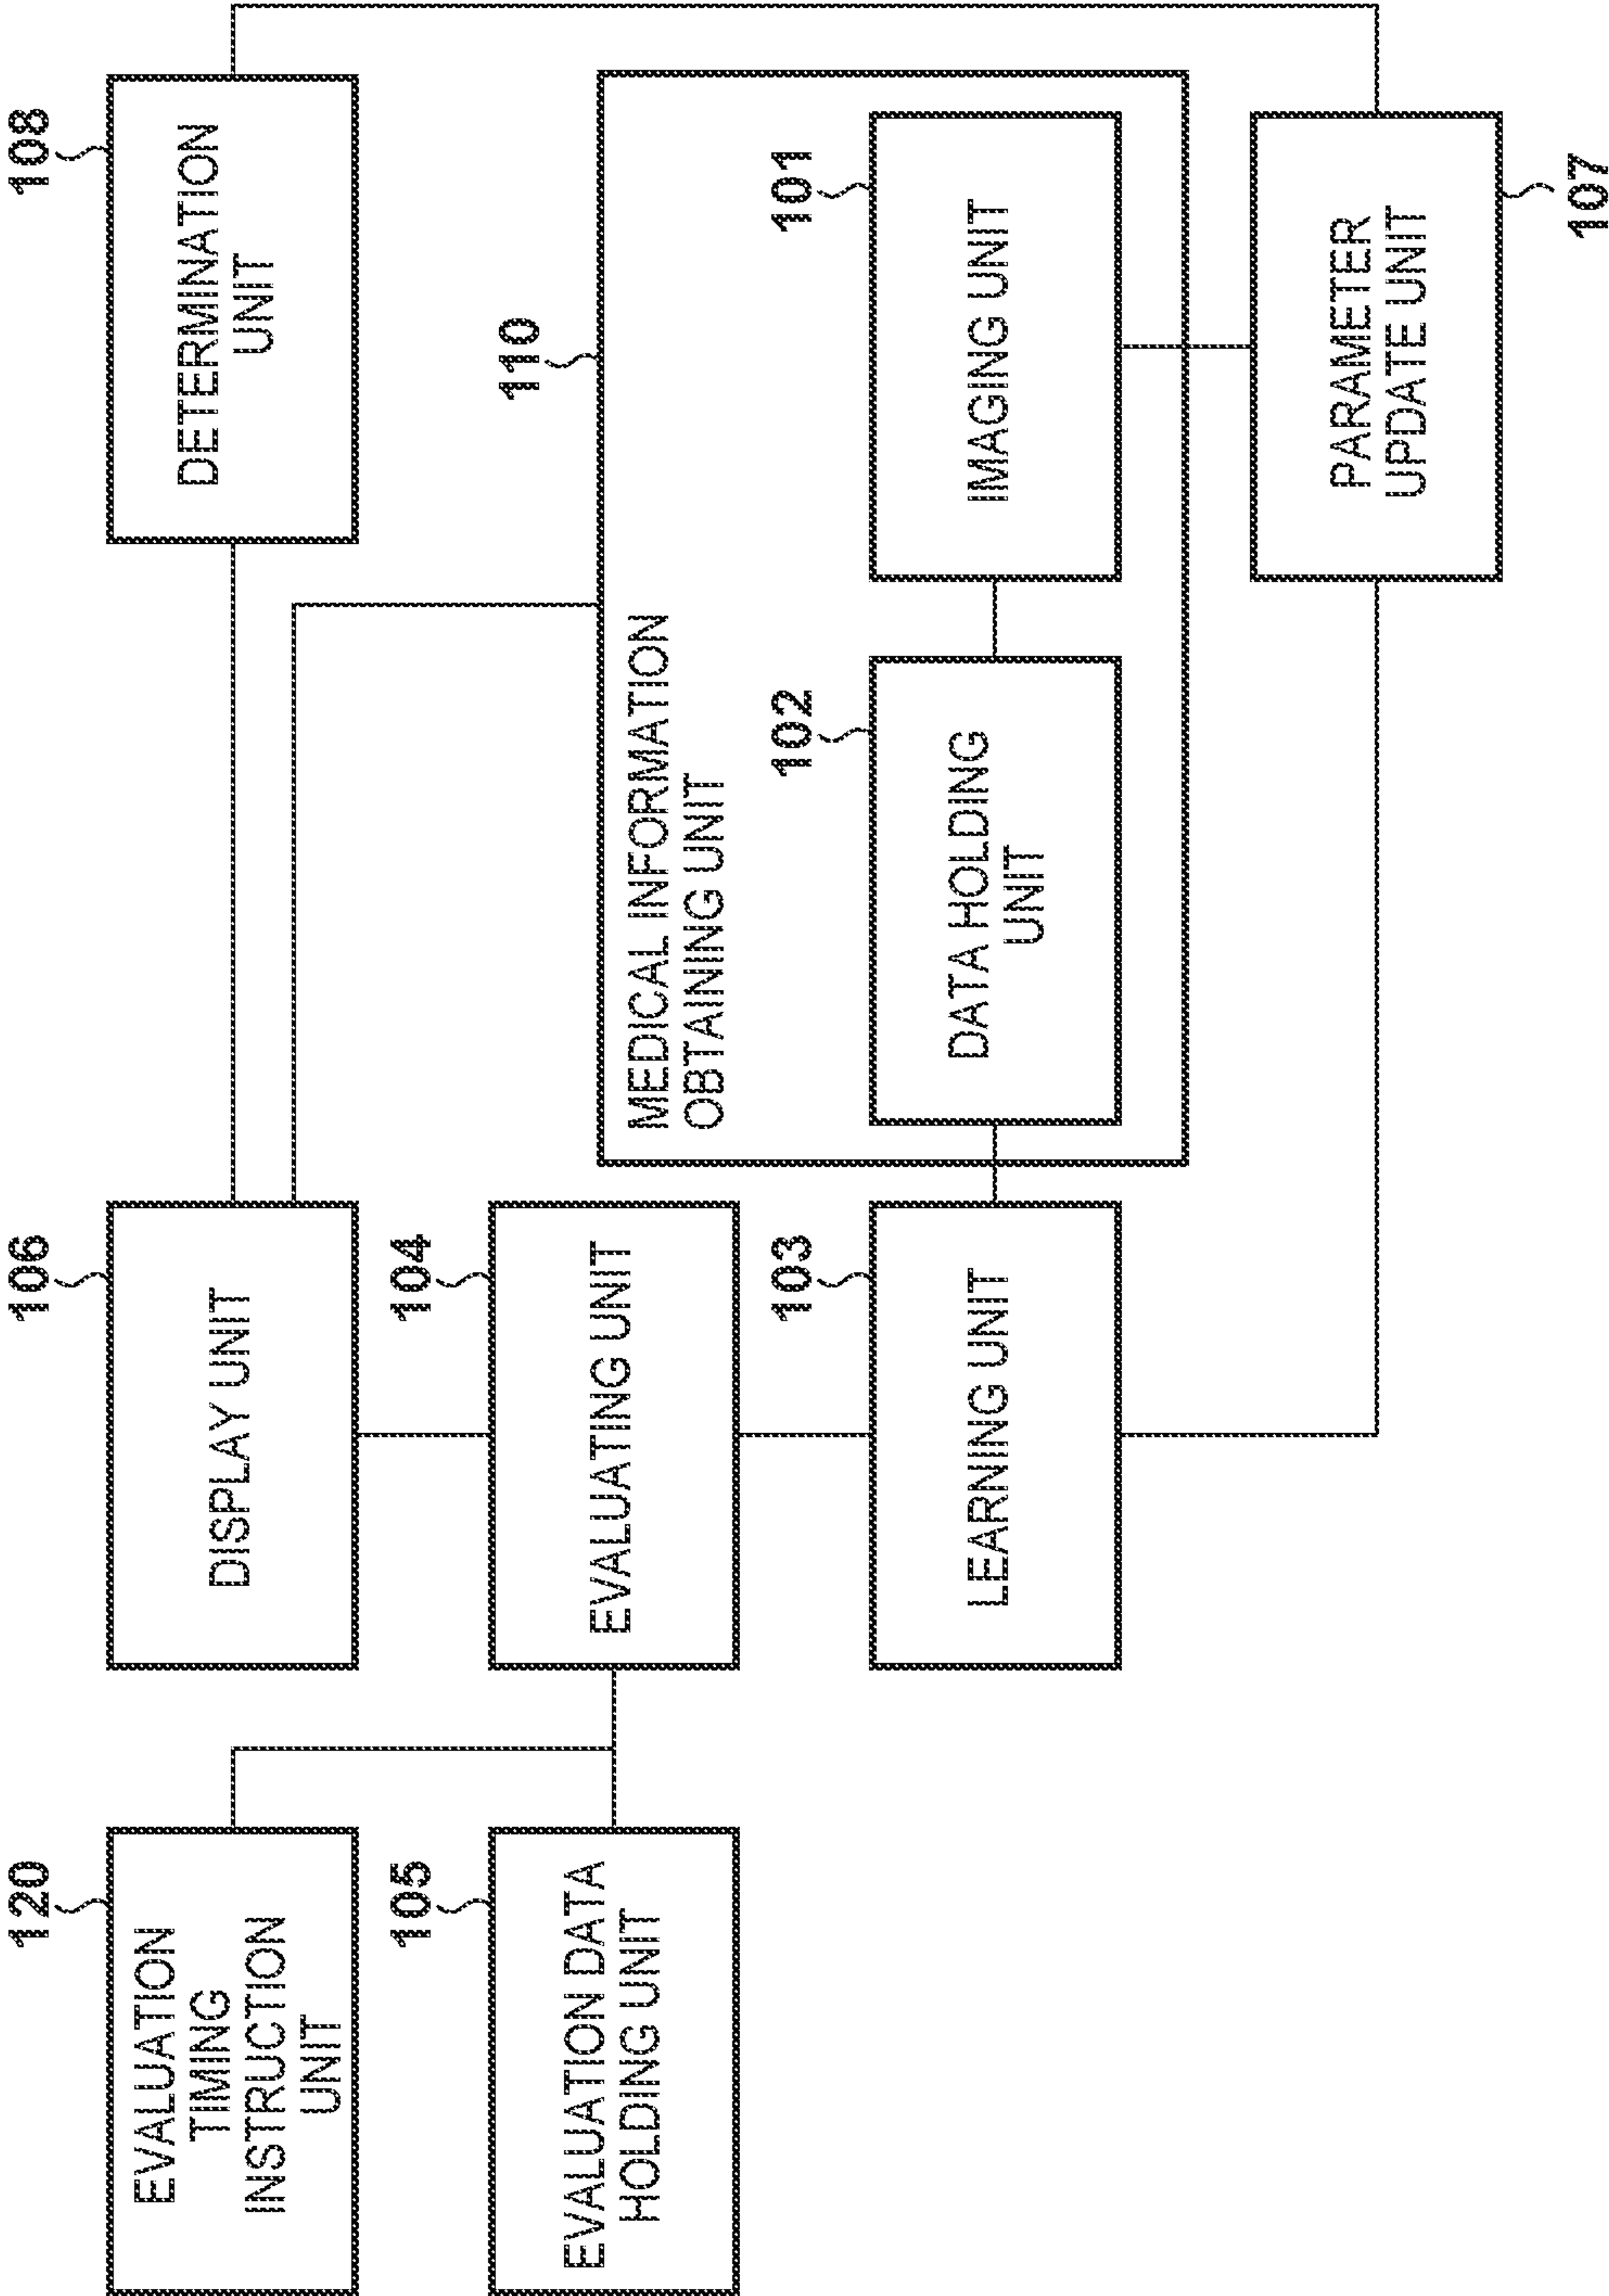 120
EVALUATION
TIMING
INSTRUCTION
UNIT
106
DISPLAY UNIT
108
DETERMINATION
UNIT
105
EVALUATION DATA
HOLDING UNIT
104
EVALUATING UNIT
110
MEDICAL INFORMATION
OBTAINING UNIT
103
LEARNING UNIT
102
DATA HOLDING
UNIT
101
IMAGING UNIT
PARAMETER
UPDATE UNIT
107